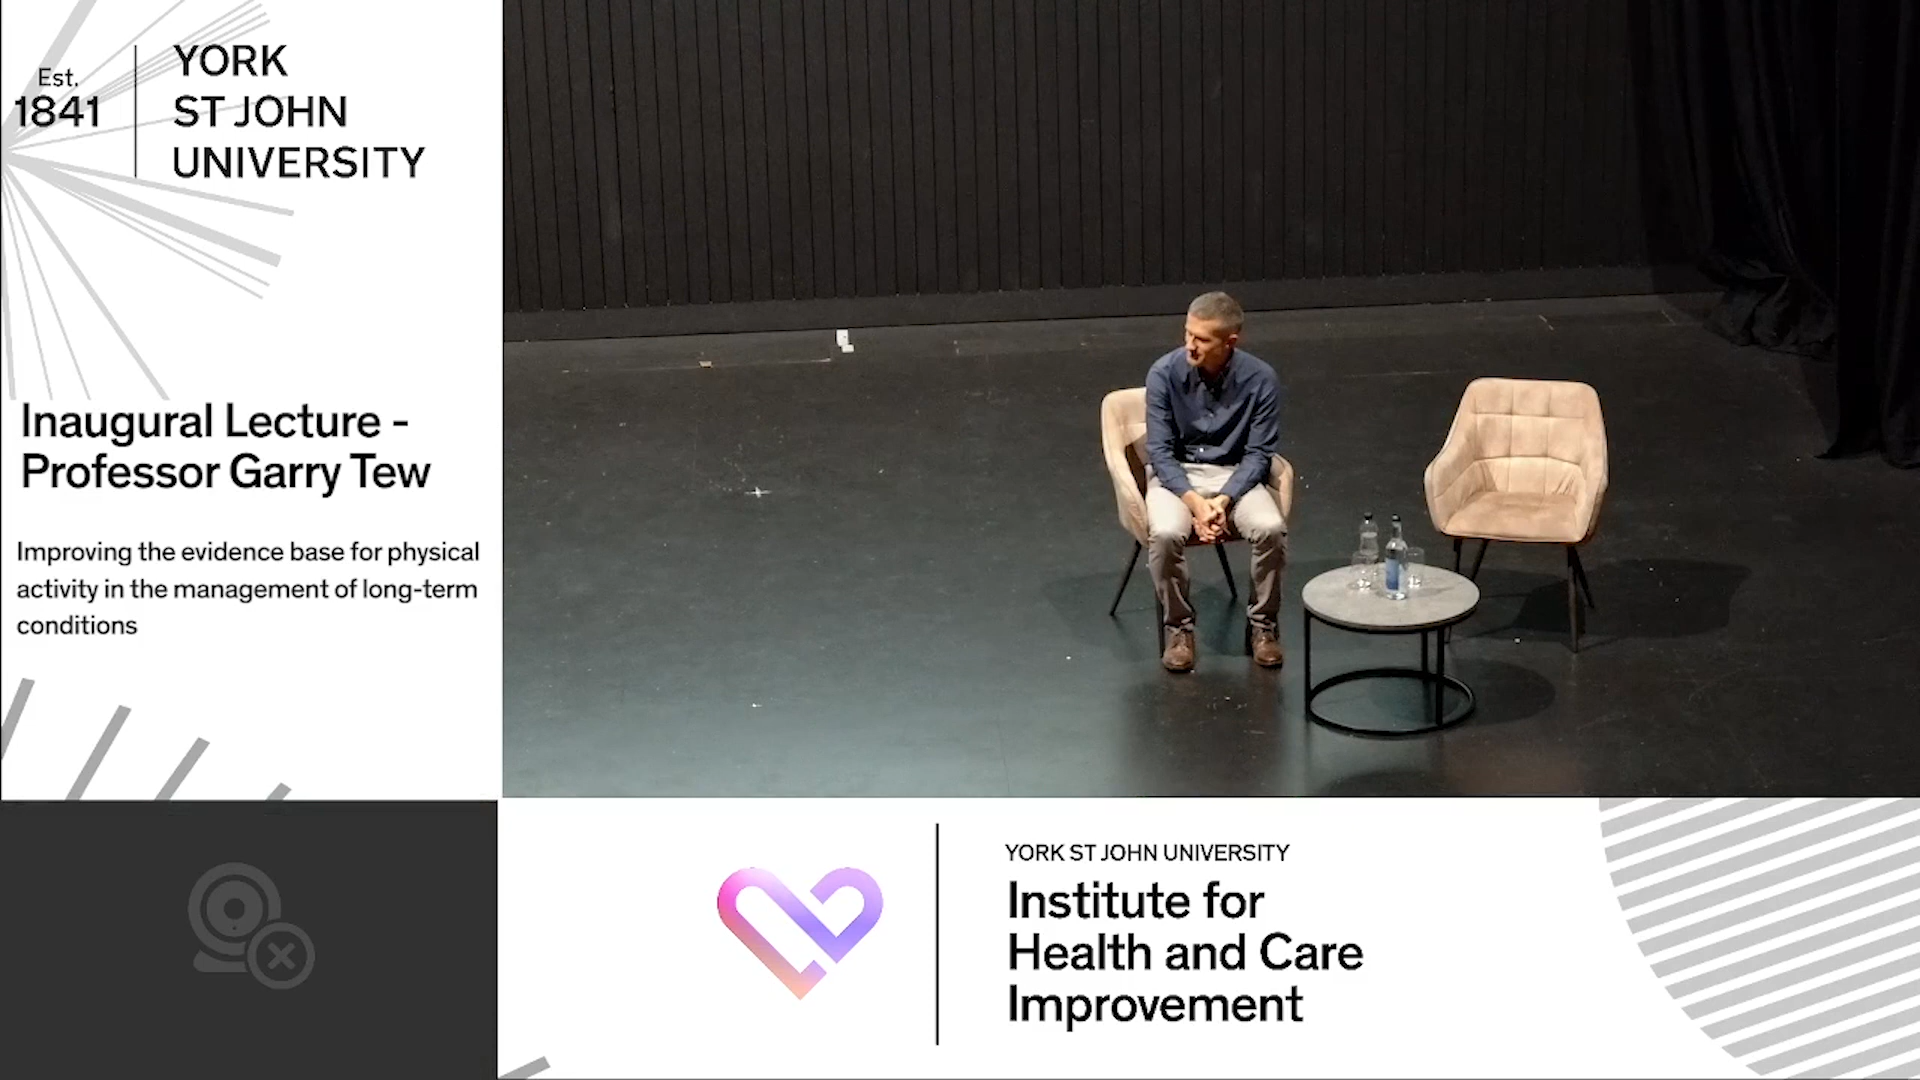 Est.
1841
YORK
ST JOHN
UNIVERSITY
Inaugural Lecture -
Professor Garry Tew
Improving the evidence base for physical
activity in the management of long-term
conditions
YORK ST JOHN UNIVERSITY
Institute for
Health and Care
Improvement